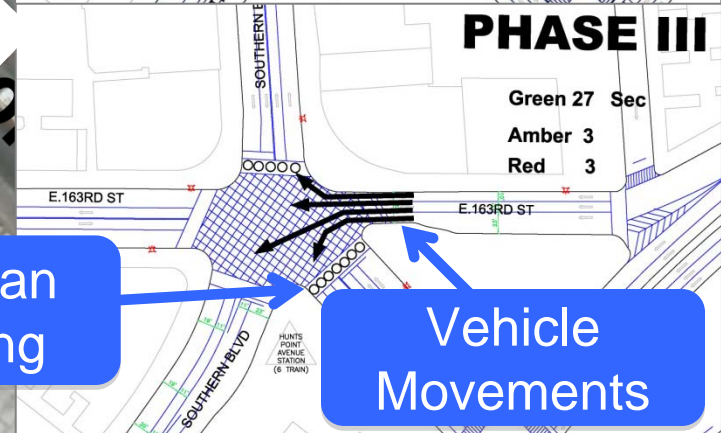 PHASE III
SOUTHERN
Green 27 Sec
Amber 3
Red 3
E.163RD ST
E.163RD ST
an
ng
Vehicle
Movements
HUNTS
POINT
AVENUE
STATION
(6 TRAIN)
SOUTHERN BLVD